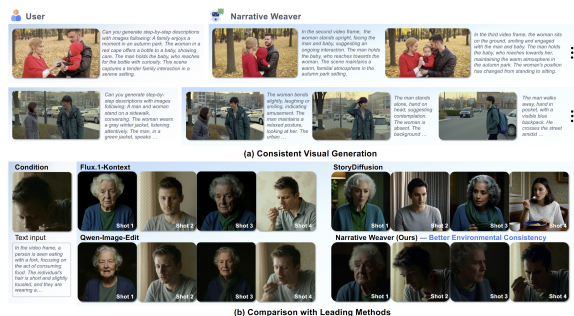 User
Narrative Weaver
Can you generate step-by-step
descriptions with images
following: A family enjoys a
moment in an autumn park. The
woman in a red cape offers a
bottle to a baby, showing
care. The man holds the baby,
who reaches for the bottle
with curiosity. This scene
captures a tender family
interaction in a serene setting.
In the second video frame, the
woman stands upright, facing the
man and baby, suggesting an
ongoing interaction. The man holds
the baby, who reaches towards the
woman. The scene maintains a
warm, familiar atmosphere in the
autumn park setting.
In the third video frame, the woman
sits on the ground, smiling and engaged
with the man and baby. The man holds
the baby, who reaches towards her,
maintaining the warm atmosphere in the
autumn park. The woman's position
has changed from standing to sitting.
Can you generate step-by-step
descriptions with images
following: A man and woman
stand on a sidewalk,
conversing. The woman wears
a gray winter jacket, listening
attentively. The man, in a
green jacket, speaks ...
The woman bends
slightly, laughing or
smiling, indicating
amusement. The man
maintains a relaxed
posture, looking at her.
The urban ......
The man stands
alone, hand on
head, suggesting
contemplation. The
woman is absent. The
background ......
The man walks
away, hand in
pocket, with a
visible blue
backpack. He
crosses the street
amidst ......
(a) Consistent Visual Generation
Condition
Flux.1-Kontext
StoryDiffusion
Shot 1
Shot 2
Shot 3
Shot 4
Shot 1
Shot 2
Shot 3
Shot 4
Text input
In the video frame, a
person is seen eating
with a fork, focusing
on the act of consuming
food. The individual's
hair is short and slightly
tousled, and they are
wearing a ...
Qwen-Image-Edit
Narrative Weaver (Ours) — Better Environmental Consistency
Shot 1
Shot 2
Shot 3
Shot 4
Shot 1
Shot 2
Shot 3
Shot 4
(b) Comparison with Leading Methods